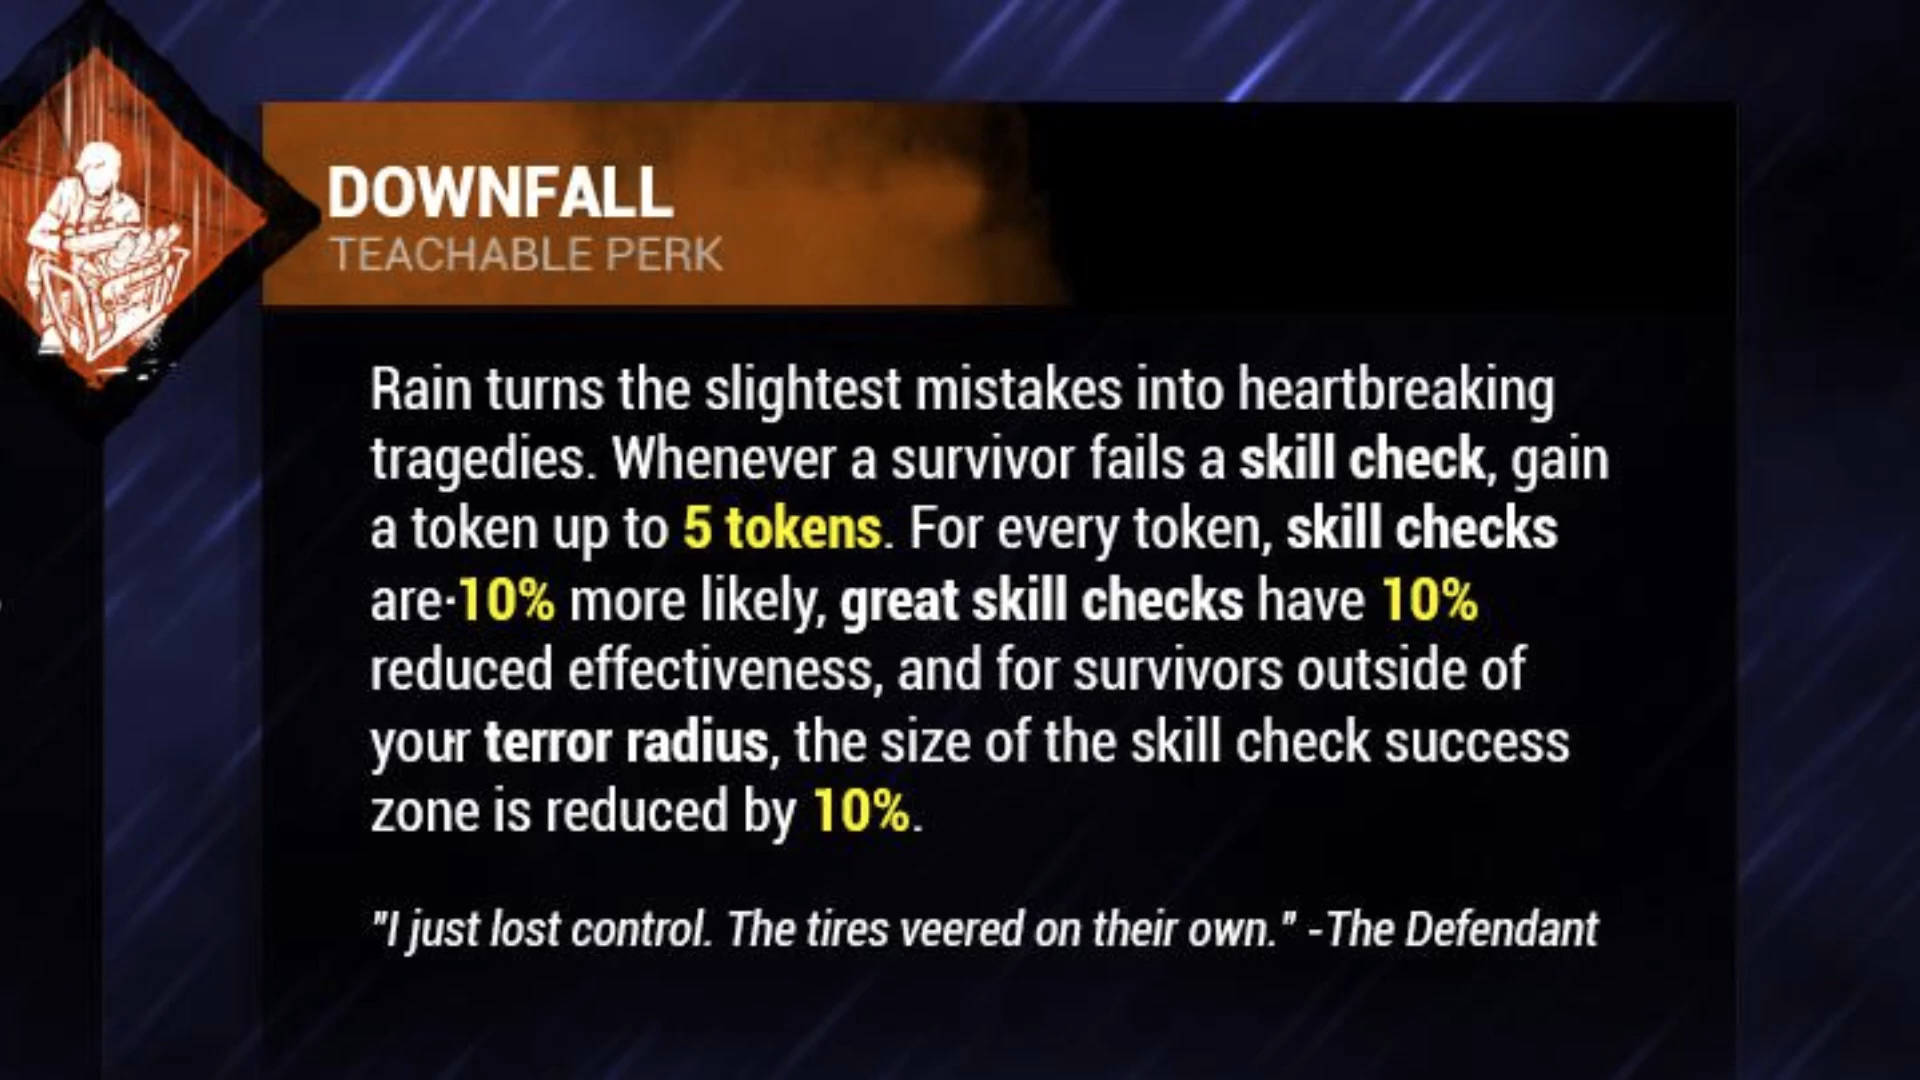 DOWNFALL
TEACHABLE PERK
Rain turns the slightest mistakes into heartbreaking
tragedies. Whenever a survivor fails a skill check, gain
a token up to 5 tokens. For every token, skill checks
are·10% more likely, great skill checks have 10%
reduced effectiveness, and for survivors outside of
your terror radius, the size of the skill check success
zone is reduced by 10%.
"I just lost control. The tires veered on their own." -The Defendant